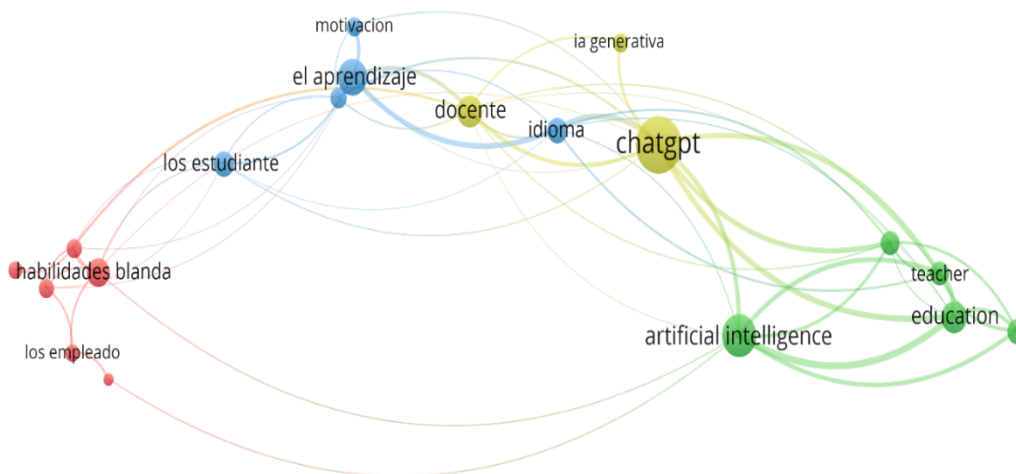 motivacion
ia generativa
el aprendizaje
docente
idioma
chatgpt
los estudiante
habilidades blanda
teacher
education
los empleado
artificial intelligence